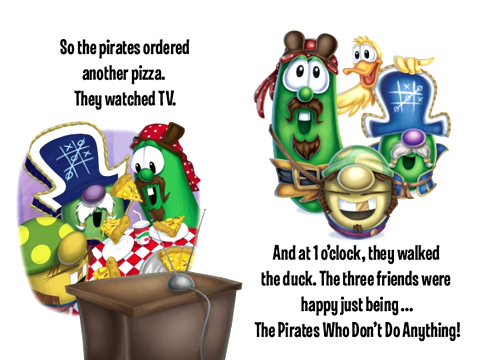 So the pirates ordered
another pizza.
They watched TV.
And at 1 o'clock, they walked
the duck. The three friends were
happy just being ...
The Pirates Who Don't Do Anything!